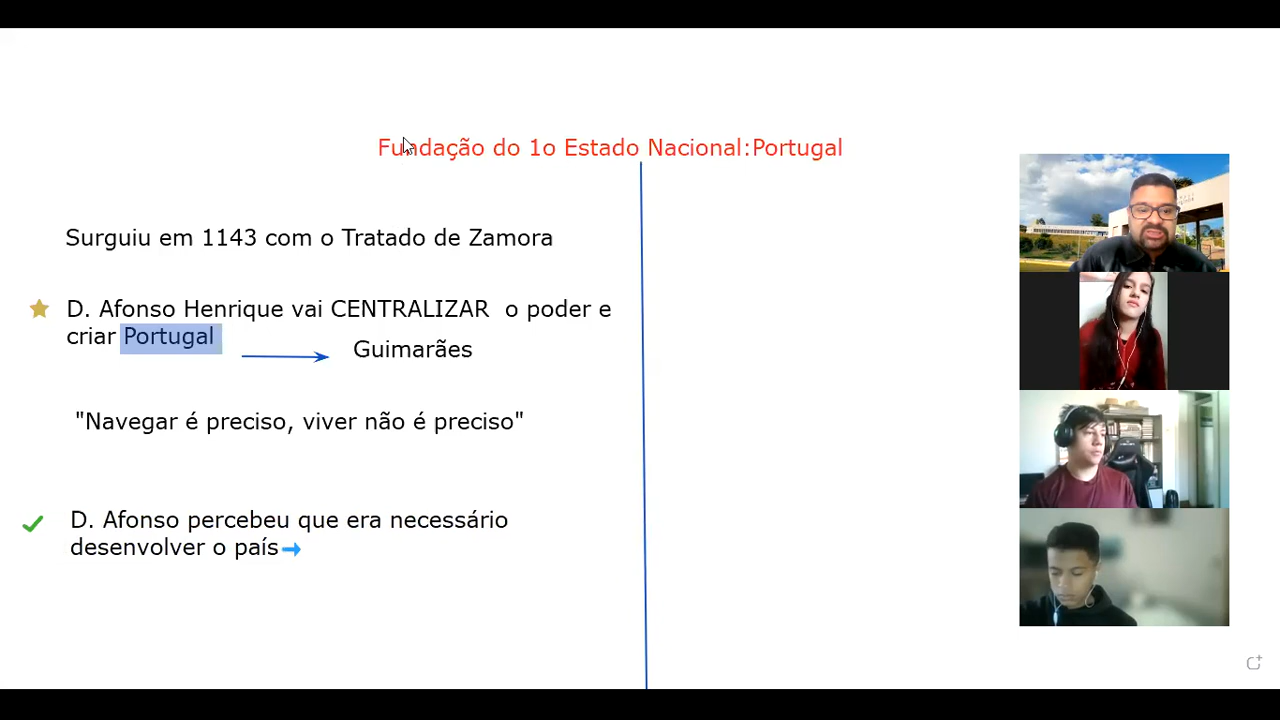 Fundação do 1o Estado Nacional:Portugal
Surguiu em 1143 com o Tratado de Zamora
D. Afonso Henrique vai CENTRALIZAR o poder e
criar Portugal
Guimarães
"Navegar é preciso, viver não é preciso"
D. Afonso percebeu que era necessário
desenvolver o país